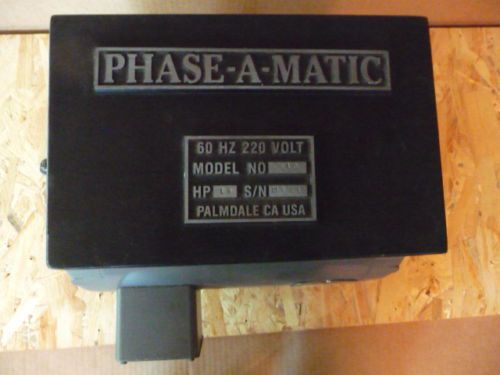 PHASE-A-MATIC
60 HZ 220 VOLT
MODEL NO
HP S/N
PALMDALE CA USA